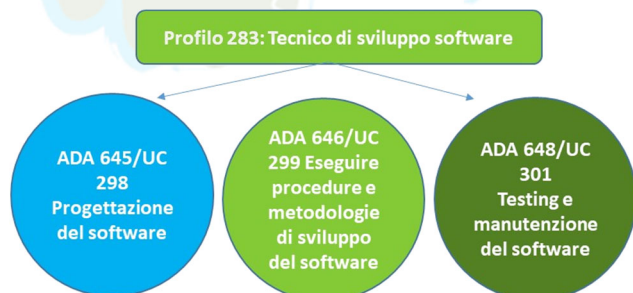 Profilo 283: Tecnico di sviluppo software
ADA 645/UC
298
Progettazione
del software
ADA 646/UC
299 Eseguire
procedure e
metodologie
di sviluppo
del software
ADA 648/UC
301
Testing e
manutenzione
del software